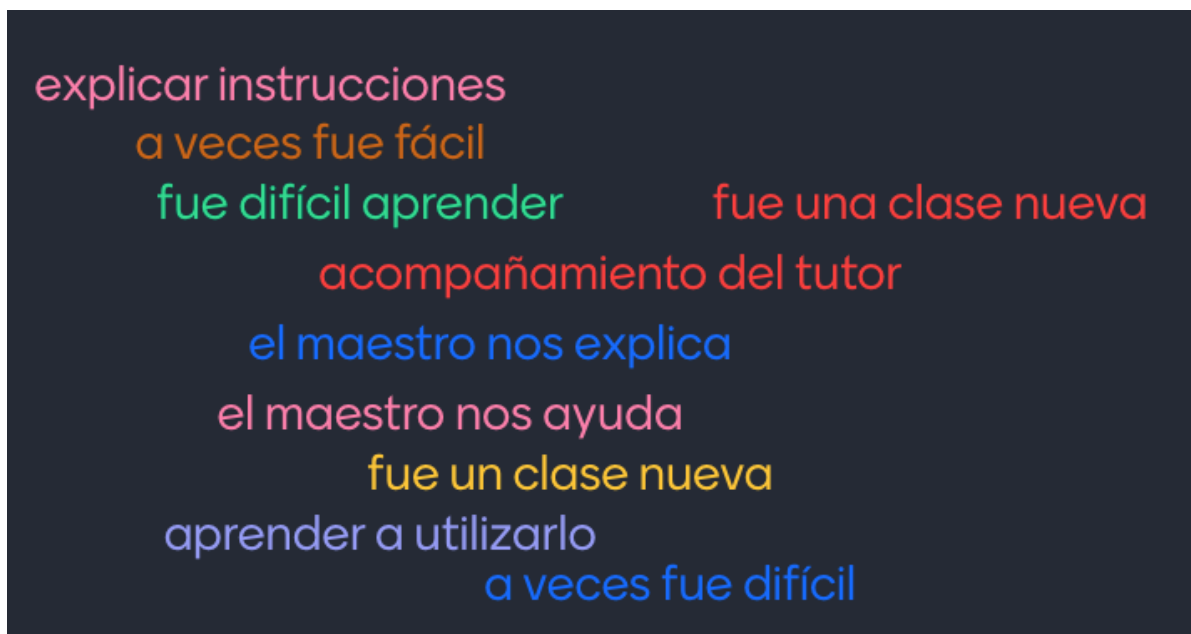 explicar instrucciones
a veces fue fácil
fue difícil aprender
fue una clase nueva
acompañamiento del tutor
el maestro nos explica
el maestro nos ayuda
fue un clase nueva
aprender a utilizarlo
a veces fue difícil